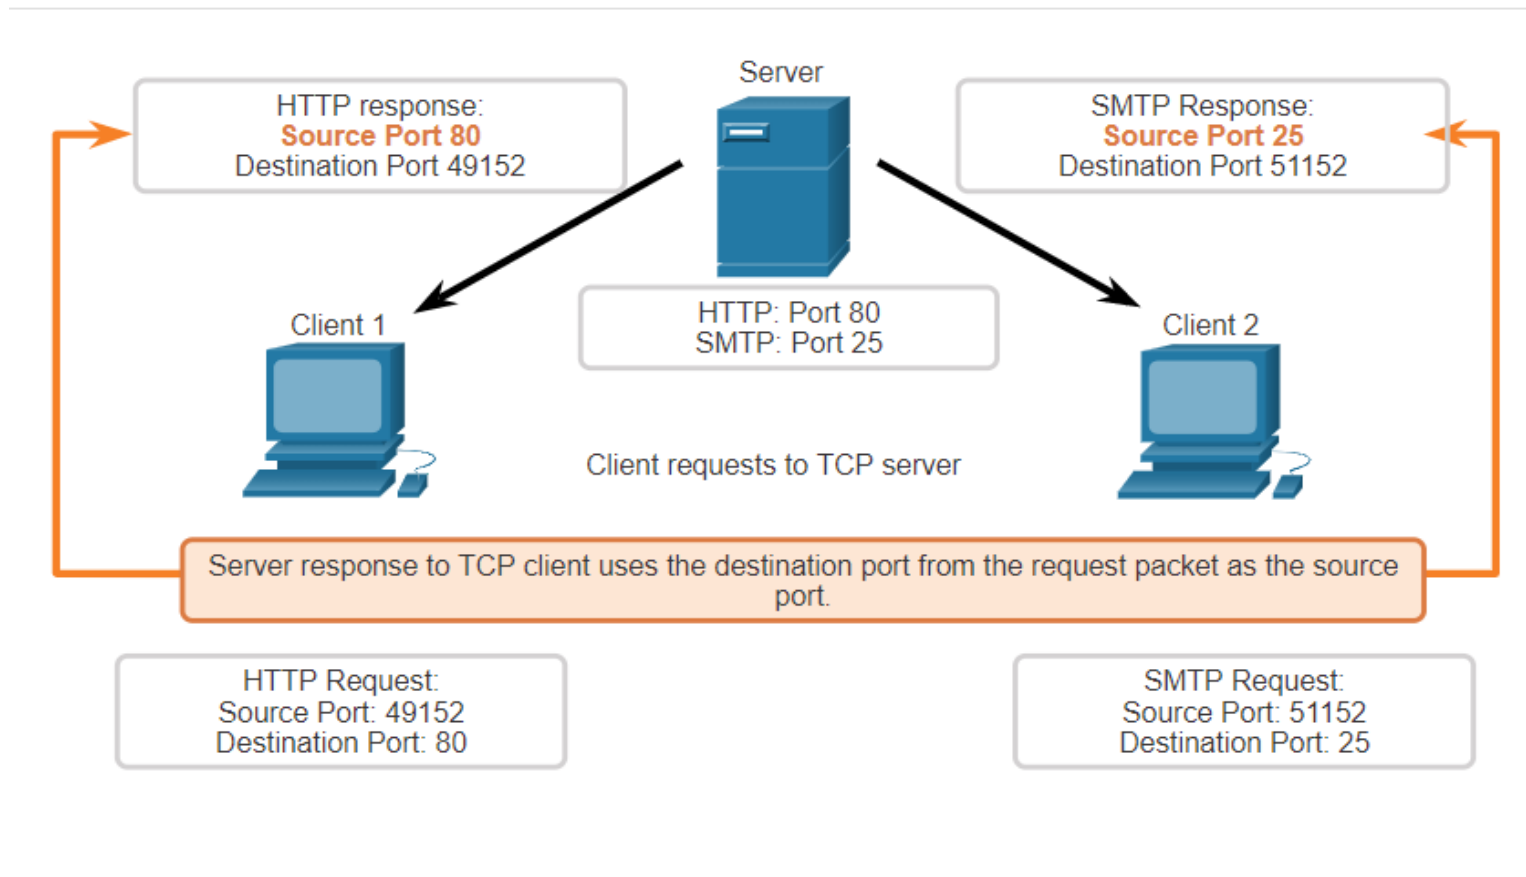 Server
HTTP response:
Source Port 80
Destination Port 49152
SMTP Response:
Source Port 25
Destination Port 51152
HTTP: Port 80
SMTP: Port 25
Client 1
Client 2
Client requests to TCP server
Server response to TCP client uses the destination port from the request packet as the source
port.
HTTP Request:
Source Port: 49152
Destination Port: 80
SMTP Request:
Source Port: 51152
Destination Port: 25